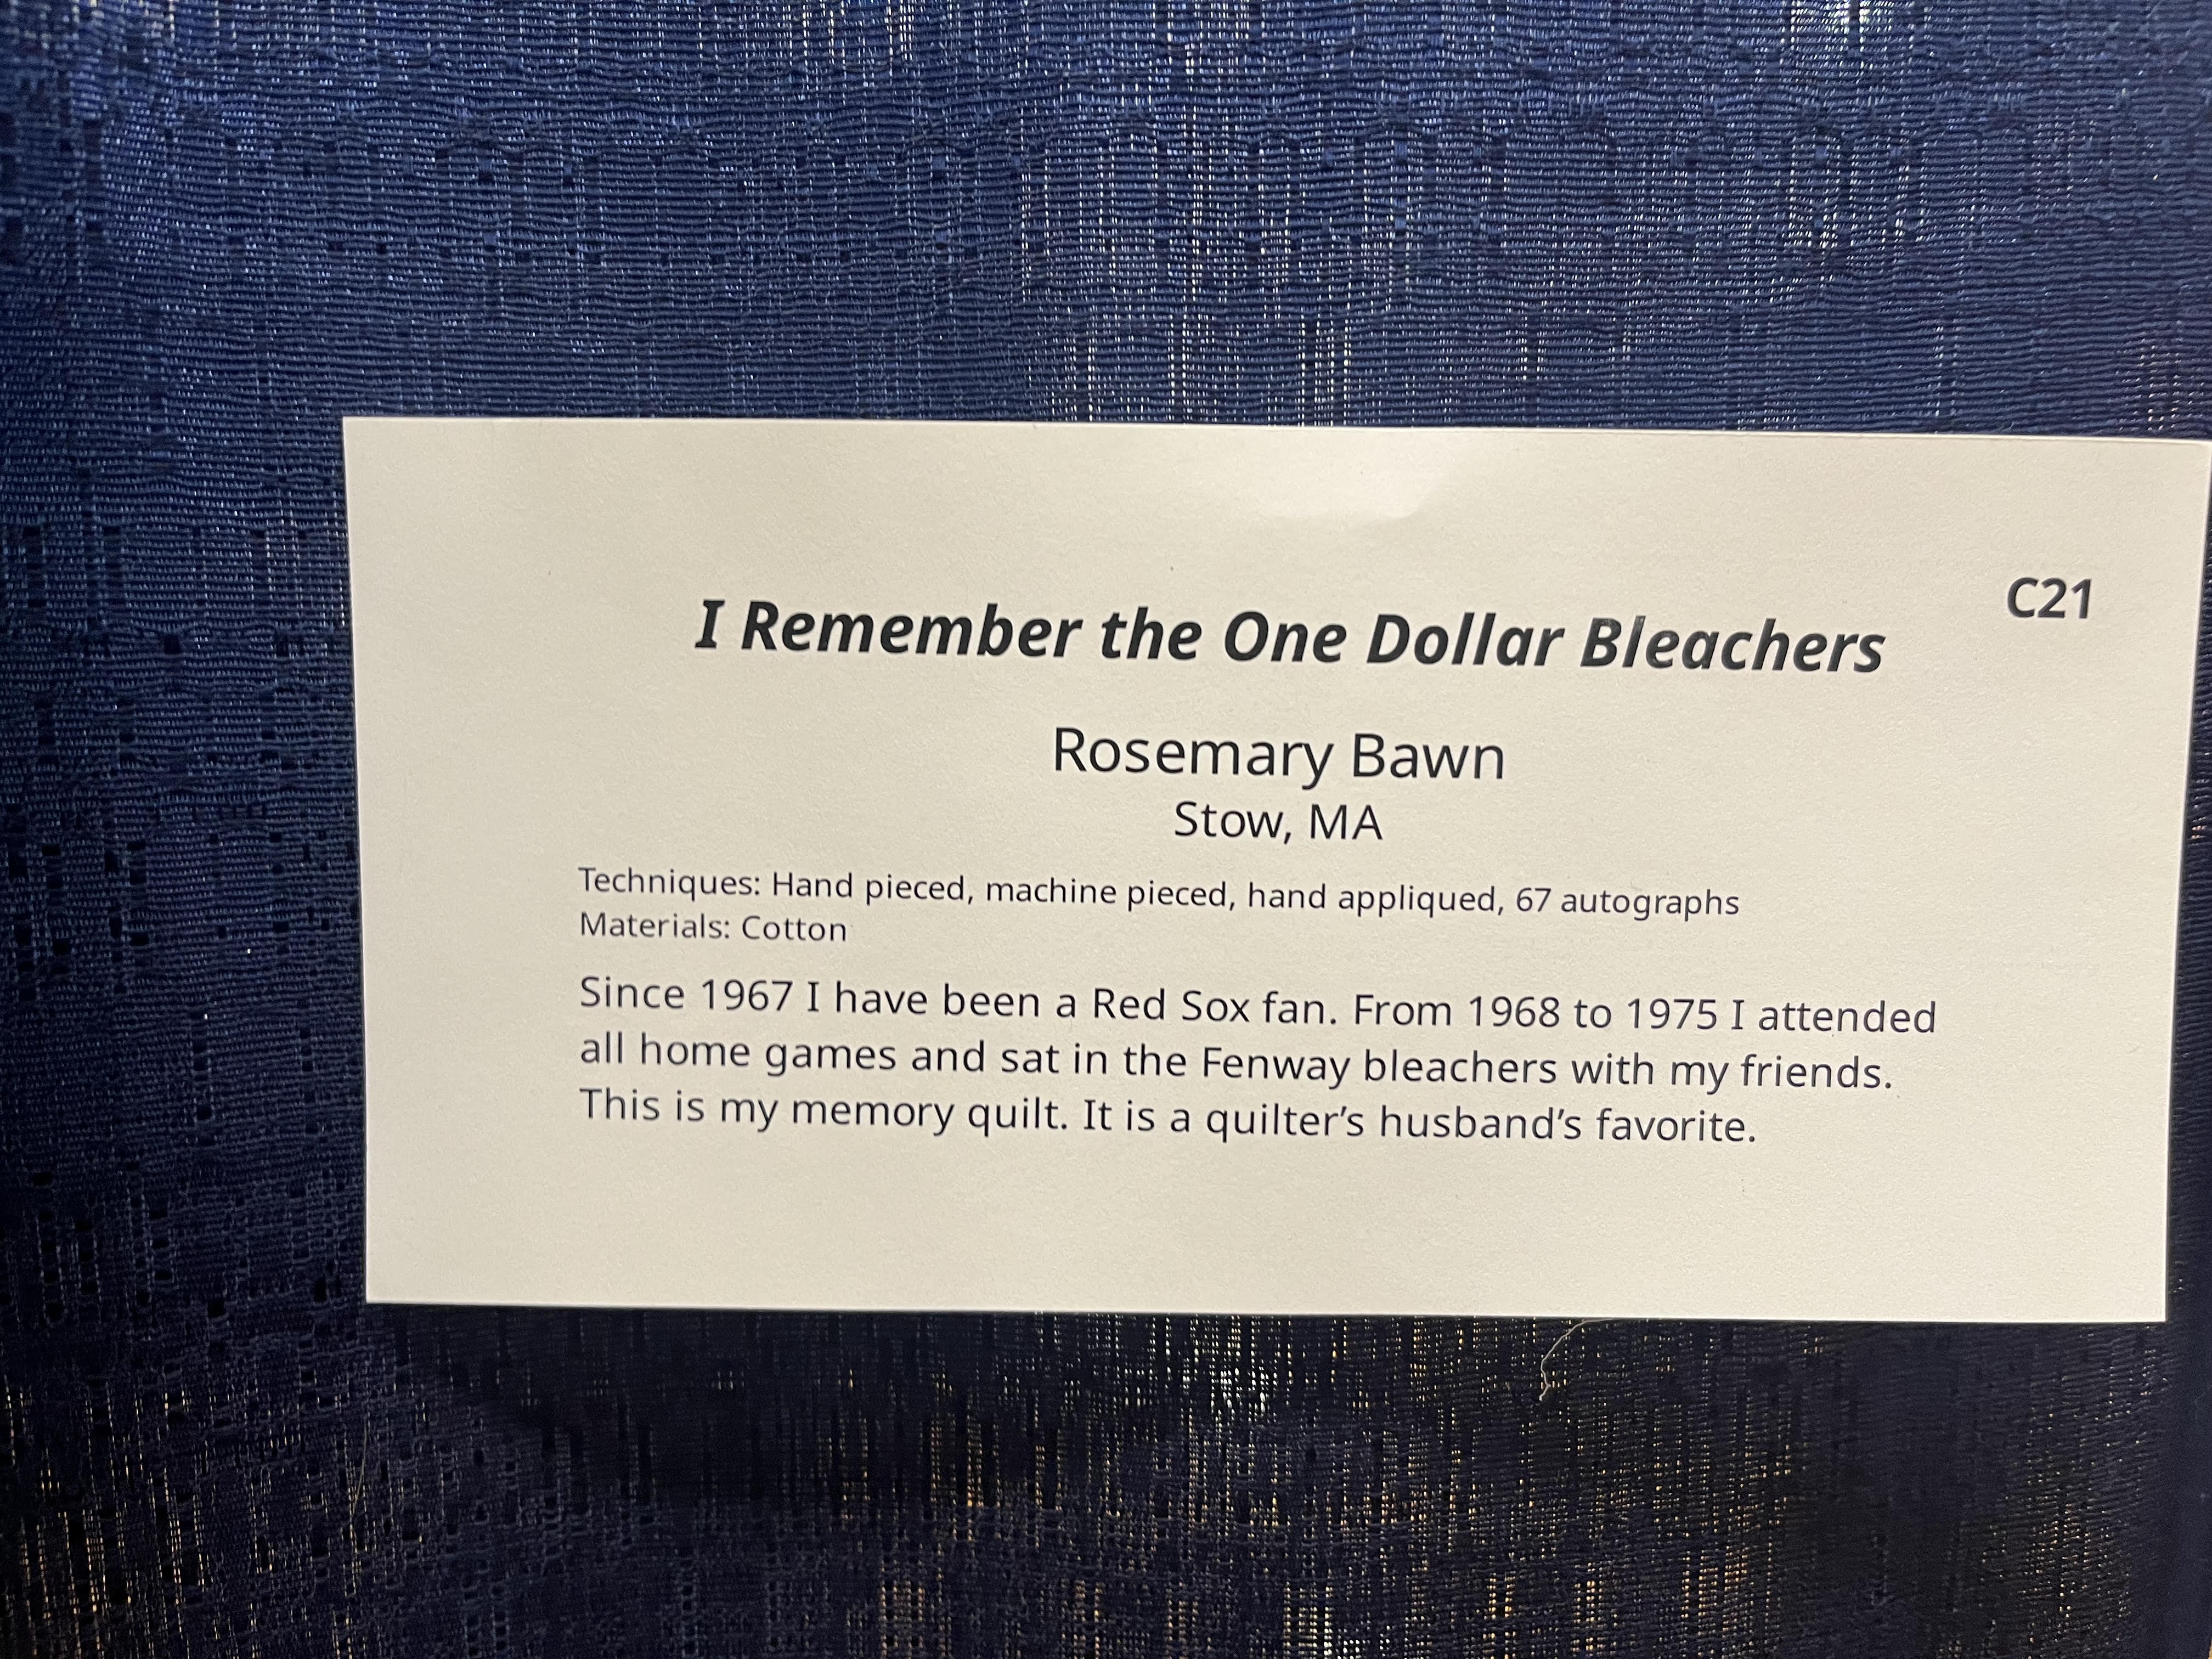 C21
I Remember the One Dollar Bleachers
Rosemary Bawn
Stow, MA
Techniques: Hand pieced, machine pieced, hand appliqued, 67 autographs
Materials: Cotton
Since 1967 I have been a Red Sox fan. From 1968 to 1975 I attended
all home games and sat in the Fenway bleachers with my friends.
This is my memory quilt. It is a quilter’s husband’s favorite.